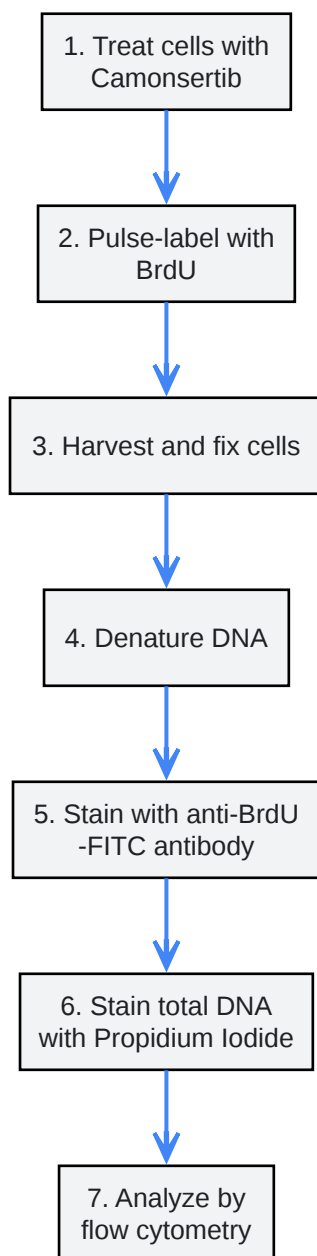 1. Treat cells with
Camonsertib
2. Pulse-label with
BrdU
3. Harvest and fix cells
4. Denature DNA
5. Stain with anti-BrdU
-FITC antibody
6. Stain total DNA
with Propidium Iodide
7. Analyze by
flow cytometry